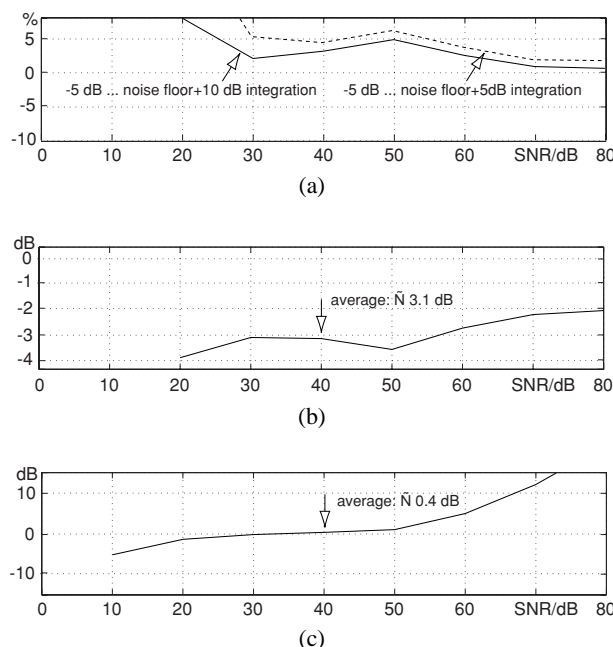 %
5
0
-5
-10
-5 dB ... noise floor+10 dB integration
-5 dB ... noise floor+5dB integration
0 10 20 30 40 50 60 SNR/dB 80
(a)
dB
0
-1
-2
-3
-4
average: Ñ 3.1 dB
0 10 20 30 40 50 60 SNR/dB 80
(b)
dB
10
0
-10
average: Ñ 0.4 dB
0 10 20 30 40 50 60 SNR/dB 80
(c)